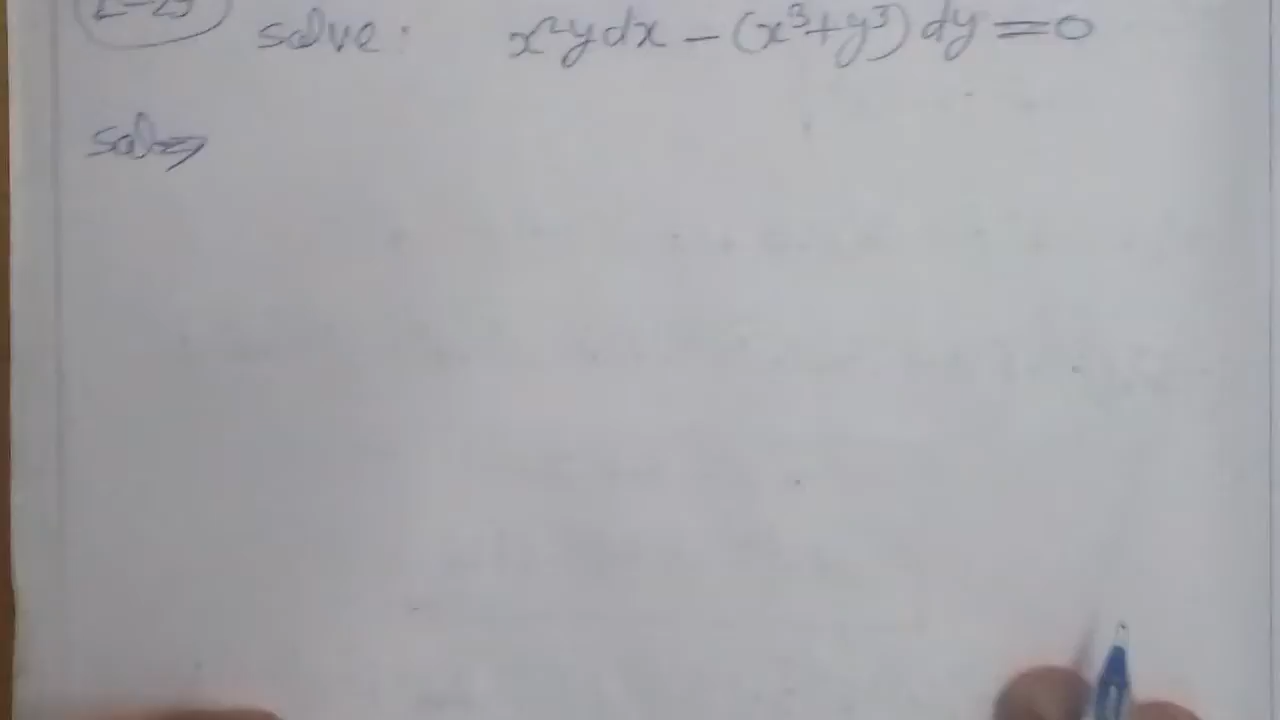 solve: x²ydx - (x³+y³) dy = 0
Sol⇒